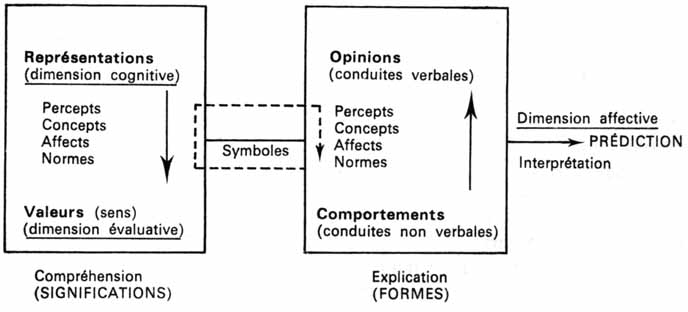 Représentations
(dimension cognitive)
Percepts
Concepts
Affects
Normes
Valeurs (sens)
(dimension évaluative)
Compréhension
(SIGNIFICATIONS)
Symboles
Opinions
(conduites verbales)
Percepts
Concepts
Affects
Normes
Comportements
(conduites non verbales)
Explication
(FORMES)
Dimension affective
PRÉDICTION
Interprétation